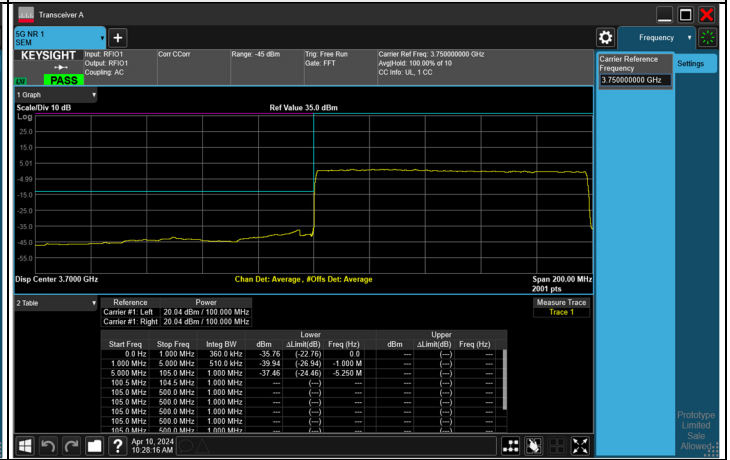 Transceiver A
5G NR 1
SEM
Frequency
KEYSIGHT
Input: RFIO1
Output: RFIO1
Coupling: AC
Corr CCorr
Range: -45 dBm
Trig: Free Run
Gate: FFT
Carrier Ref Freq: 3.750000000 GHz
Avg|Hold: 100.00% of 10
CC Info: UL, 1 CC
LVI PASS
Carrier Reference
Frequency
3.750000000 GHz
Settings
1 Graph
Scale/Div 10 dB
Ref Value 35.0 dBm
Log
25.0
15.0
5.01
-4.99
-15.0
-25.0
-35.0
-45.0
-55.0
Disp Center 3.7000 GHz
Chan Det: Average , #Offs Det: Average
Span 200.00 MHz
2001 pts
2 Table
Reference Power
Carrier #1: Left 20.04 dBm / 100.000 MHz
Carrier #1: Right 20.04 dBm / 100.000 MHz
Measure Trace
Trace 1
Lower Upper
Start Freq Stop Freq Integ BW dBm ΔLimit(dB) Freq (Hz) dBm ΔLimit(dB) Freq (Hz)
0.0 Hz 1.000 MHz 360.0 kHz -35.76 (-22.76) 0.0 --- (---) ---
1.000 MHz 5.000 MHz 510.0 kHz -39.94 (-26.94) -1.000 M --- (---) ---
5.000 MHz 105.0 MHz 1.000 MHz -37.46 (-24.46) -5.250 M --- (---) ---
100.5 MHz 104.5 MHz 1.000 MHz --- (---) --- --- (---) ---
105.0 MHz 500.0 MHz 1.000 MHz --- (---) --- --- (---) ---
105.0 MHz 500.0 MHz 1.000 MHz --- (---) --- --- (---) ---
105.0 MHz 500.0 MHz 1.000 MHz --- (---) --- --- (---) ---
105.0 MHz 500.0 MHz 1.000 MHz --- (---) --- --- (---) ---
105.0 MHz 500.0 MHz 1.000 MHz --- (---) --- --- (---) ---
Prototype
Limited
Sale
Allowed
?
Apr 10, 2024
10:28:16 AM